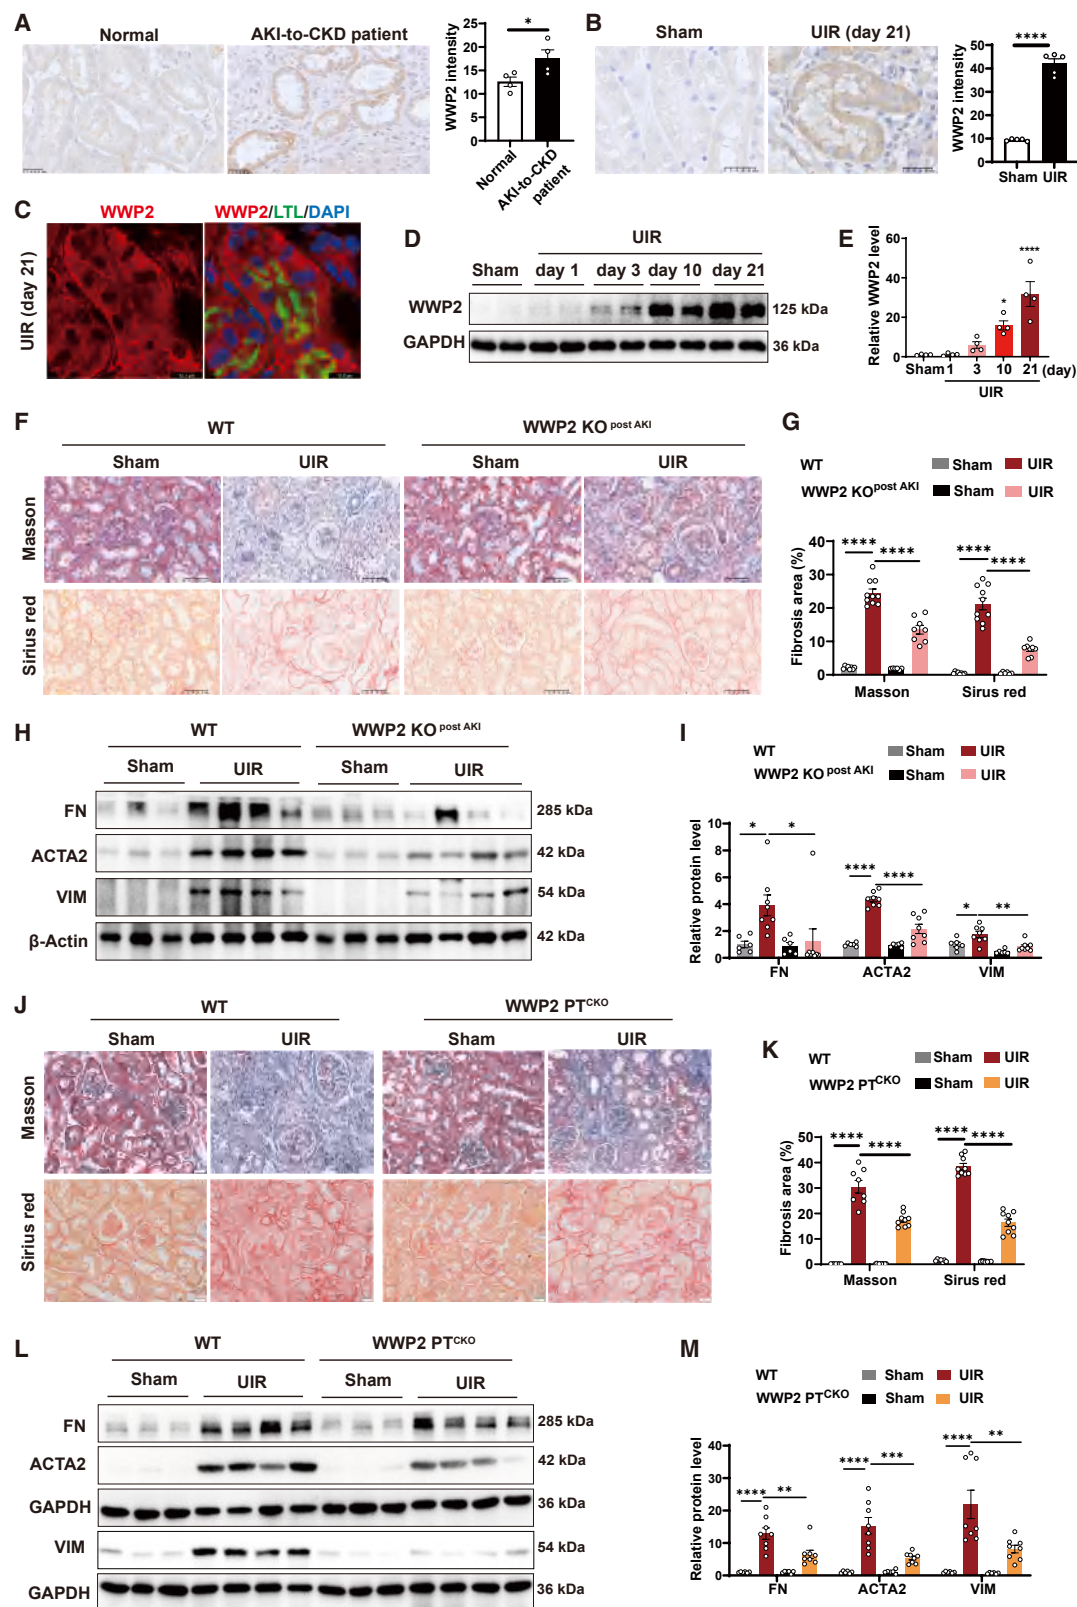 A
Normal
AKI-to-CKD patient
WWP2 intensity
25
20
15
10
5
0
*
Normal
AKI-to-CKD
patient
B
Sham
UIR (day 21)
WWP2 intensity
50
40
30
20
10
0
****
Sham UIR
C
WWP2
WWP2/LTL/DAPI
UIR (day 21)
D
UIR
Sham day 1 day 3 day 10 day 21
WWP2
125 kDa
GAPDH
36 kDa
E
Relative WWP2 level
60
40
20
0
*
****
Sham 1 3 10 21 (day)
UIR
F
WT
WWP2 KO post AKI
Sham
UIR
Sham
UIR
Masson
Sirius red
G
WT Sham UIR
WWP2 KO post AKI Sham UIR
Fibrosis area (%)
40
30
20
10
0
**** ****
**** ****
Masson Sirus red
H
WT
WWP2 KO post AKI
Sham UIR Sham UIR
FN
285 kDa
ACTA2
42 kDa
VIM
54 kDa
β-Actin
42 kDa
I
WT Sham UIR
WWP2 KO post AKI Sham UIR
Relative protein level
10
8
6
4
2
0
* *
**** ****
* **
FN ACTA2 VIM
J
WT
WWP2 PTCKO
Sham
UIR
Sham
UIR
Masson
Sirius red
K
WT Sham UIR
WWP2 PTCKO Sham UIR
Fibrosis area (%)
50
40
30
20
10
0
**** ****
**** ****
Masson Sirus red
L
WT
WWP2 PTCKO
Sham UIR Sham UIR
FN
285 kDa
ACTA2
42 kDa
GAPDH
36 kDa
VIM
54 kDa
GAPDH
36 kDa
M
WT Sham UIR
WWP2 PTCKO Sham UIR
Relative protein level
40
30
20
10
0
**** **
**** ***
**** **
FN ACTA2 VIM